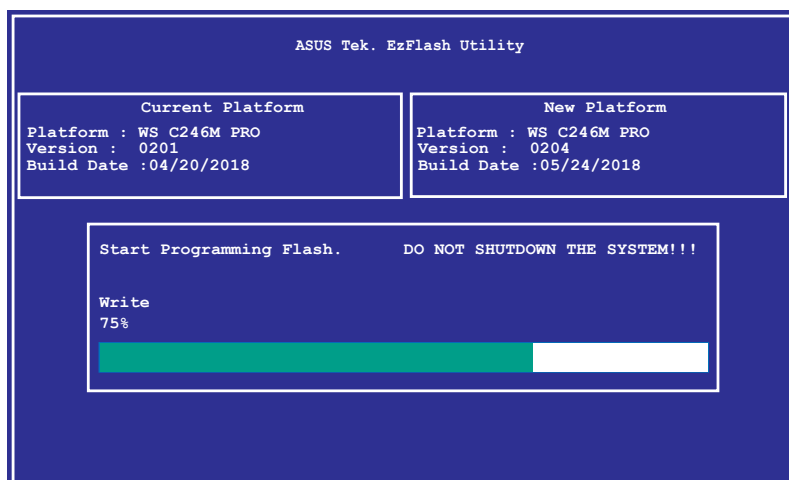 ASUS Tek. EzFlash Utility
Current Platform
Platform : WS C246M PRO
Version : 0201
Build Date :04/20/2018
New Platform
Platform : WS C246M PRO
Version : 0204
Build Date :05/24/2018
Start Programming Flash. DO NOT SHUTDOWN THE SYSTEM!!!
Write
75%